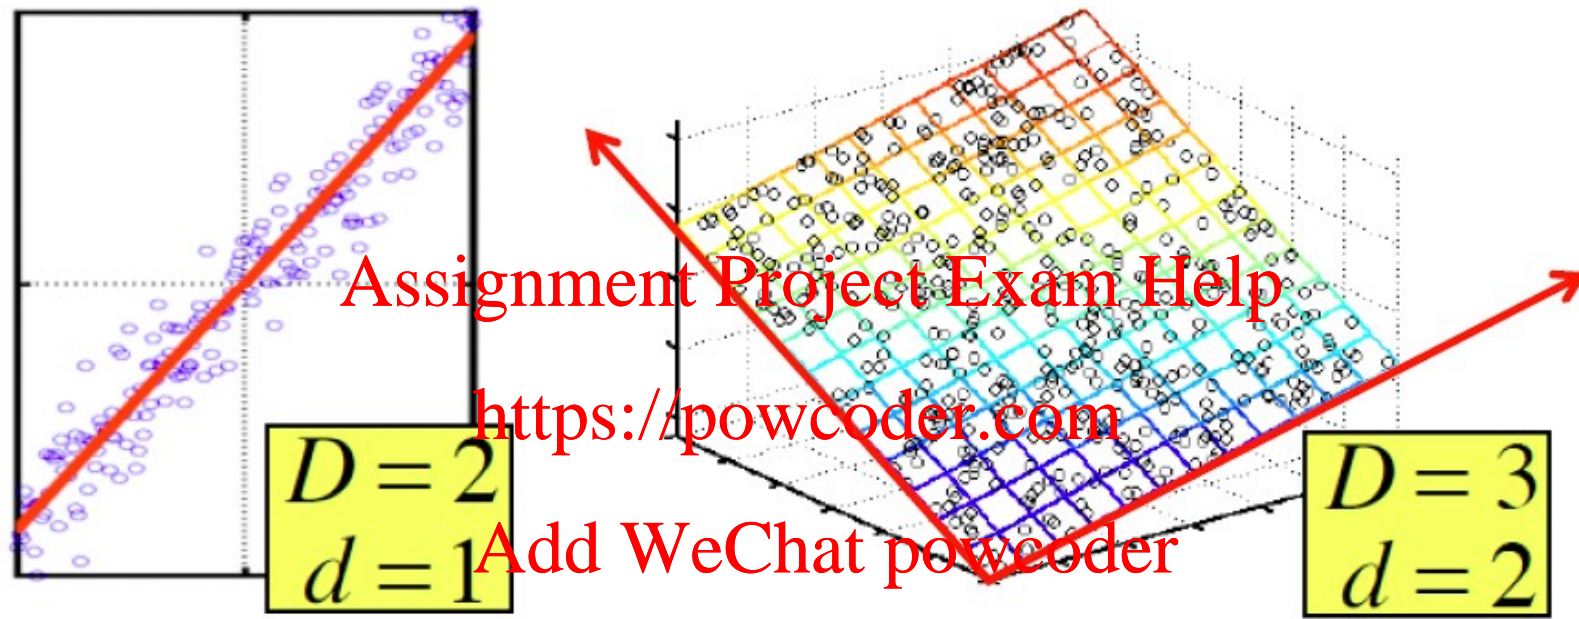 Assignment Project Exam Help
https://powcoder.com
D = 2
d = 1
Add WeChat powcoder
D = 3
d = 2